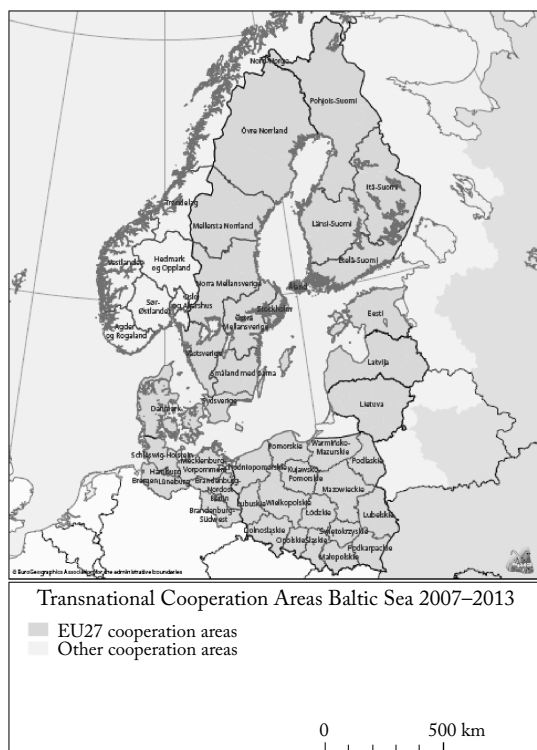 Nord-Norge
Pohjois-Suomi
Övre Norrland
Itä-Suomi
Trøndelag
Länsi-Suomi
Mellersta Norrland
Etelä-Suomi
Vestlandet
Hedmark
og Oppland
Norra Mellansverige
Åland
Sør-
Østlandet
Oslo
og Akershus
Stockholm
Eesti
Östra
Mellansverige
Agder
og Rogaland
Västsverige
Latvija
Småland med öarna
Lietuva
Sydsverige
Danmark
Pomorskie
Warmińsko-
Mazurskie
Schleswig-Holstein
Mecklenburg-
Vorpommern
Podlaskie
Hamburg
Kujawsko-
Pomorskie
Bremen
Lüneburg
Brandenburg-
Nordost
Berlin
Mazowieckie
Lubuskie
Wielkopolskie
Brandenburg-
Südwest
Łódzkie
Lubelskie
Dolnośląskie
Świętokrzyskie
Opolskie
Śląskie
Podkarpackie
Małopolskie
© EuroGeographics Association for the administrative boundaries
Transnational Cooperation Areas Baltic Sea 2007–2013
EU27 cooperation areas
Other cooperation areas
0 500 km